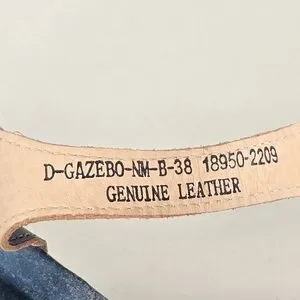 D-GAZEBO-NM-B-38 18950-2209
GENUINE LEATHER